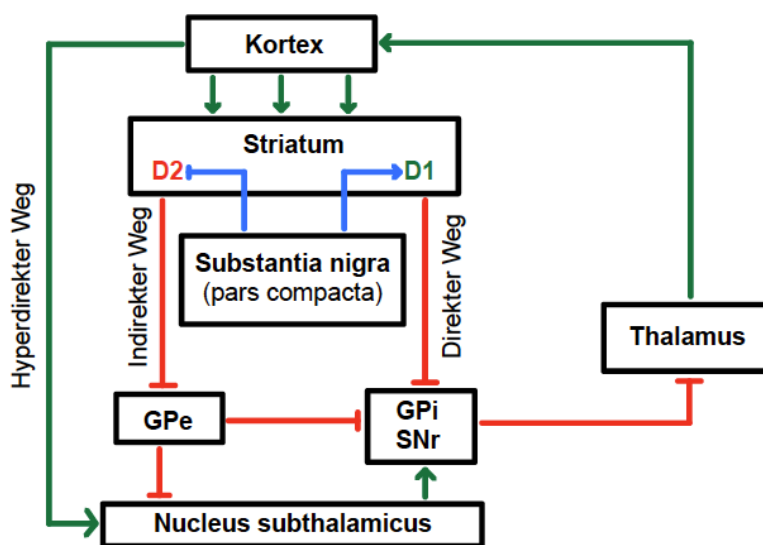 Kortex
Striatum
D2
D1
Hyperdirekter Weg
Indirekter Weg
Substantia nigra
(pars compacta)
Direkter Weg
Thalamus
GPe
GPi
SNr
Nucleus subthalamicus